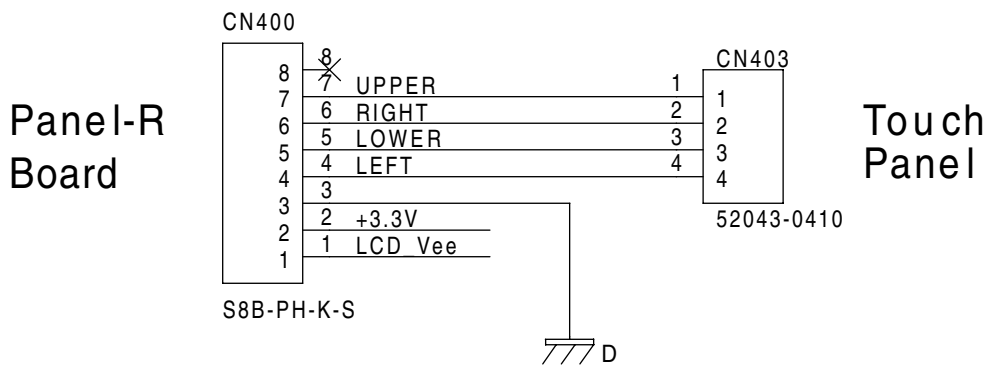 CN400
8 8
7 7 UPPER 1 1
6 6 RIGHT 2 2
5 5 LOWER 3 3
4 4 LEFT 4 4
3 3
2 2 +3.3V
1 1 LCD_Vee
S8B-PH-K-S
Panel-R
Board
CN403
52043-0410
Touch
Panel
D